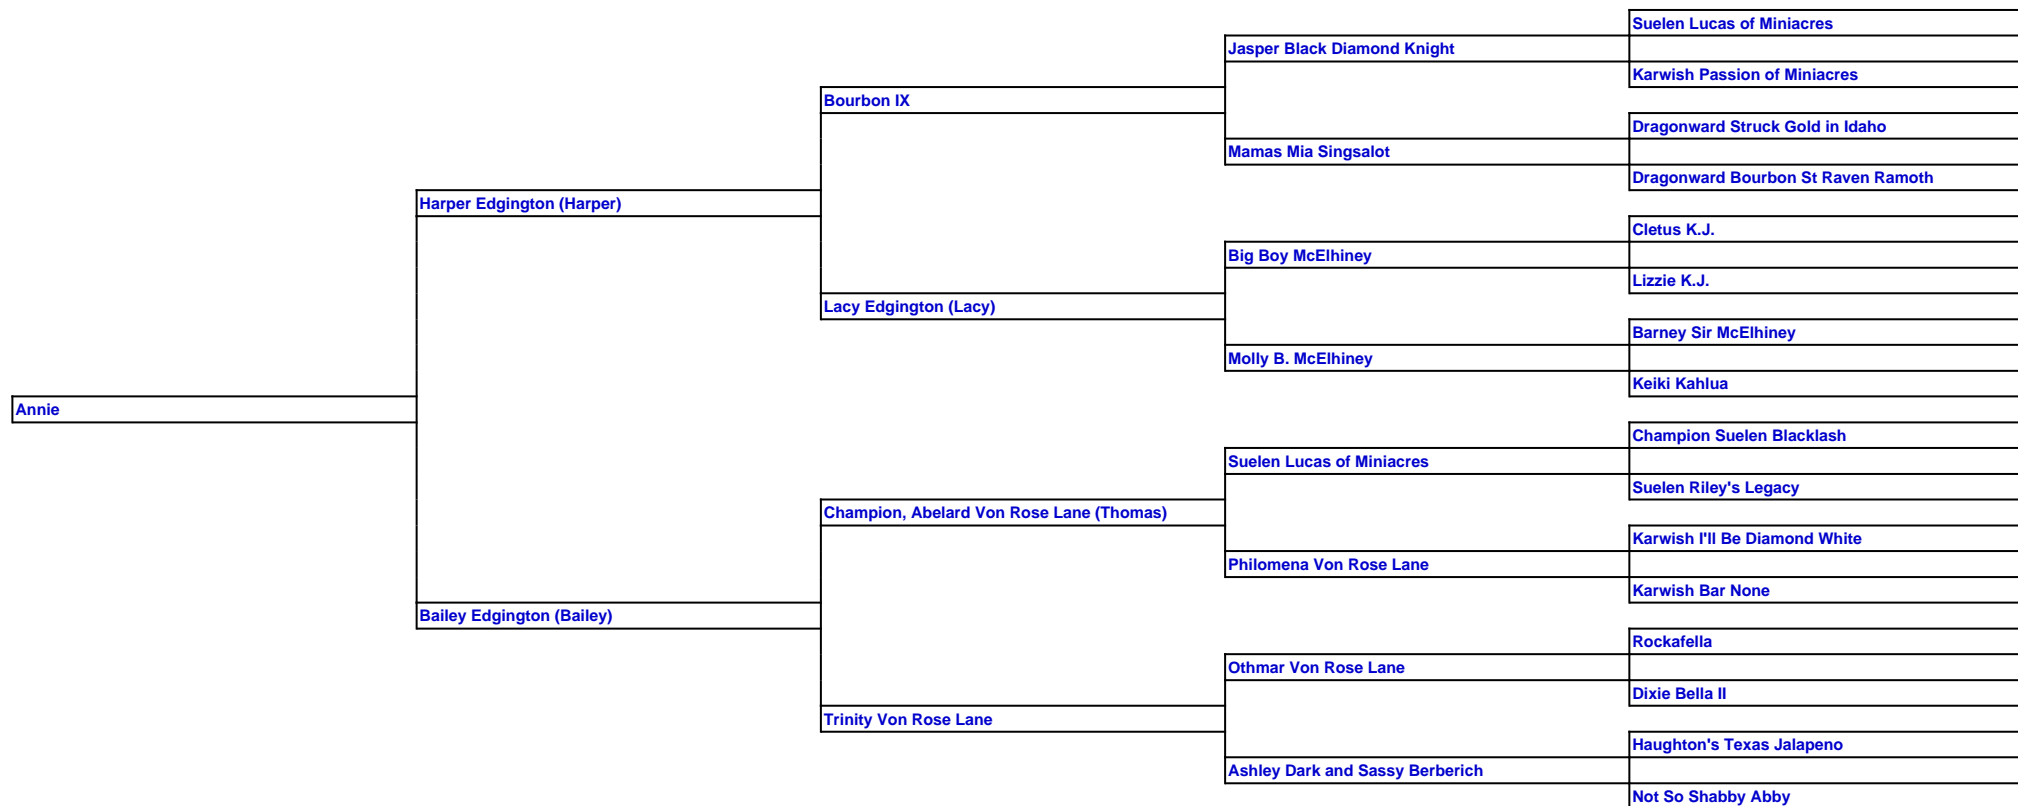 Suelen Lucas of Miniacres
Jasper Black Diamond Knight
Karwish Passion of Miniacres
Bourbon IX
Dragonward Struck Gold in Idaho
Mamas Mia Singsalot
Dragonward Bourbon St Raven Ramoth
Harper Edgington (Harper)
Cletus K.J.
Big Boy McElhiney
Lizzie K.J.
Lacy Edgington (Lacy)
Barney Sir McElhiney
Molly B. McElhiney
Keiki Kahlua
Annie
Champion Suelen Blacklash
Suelen Lucas of Miniacres
Suelen Riley's Legacy
Champion, Abelard Von Rose Lane (Thomas)
Karwish I'll Be Diamond White
Philomena Von Rose Lane
Karwish Bar None
Bailey Edgington (Bailey)
Rockafella
Othmar Von Rose Lane
Dixie Bella II
Trinity Von Rose Lane
Haughton's Texas Jalapeno
Ashley Dark and Sassy Berberich
Not So Shabby Abby